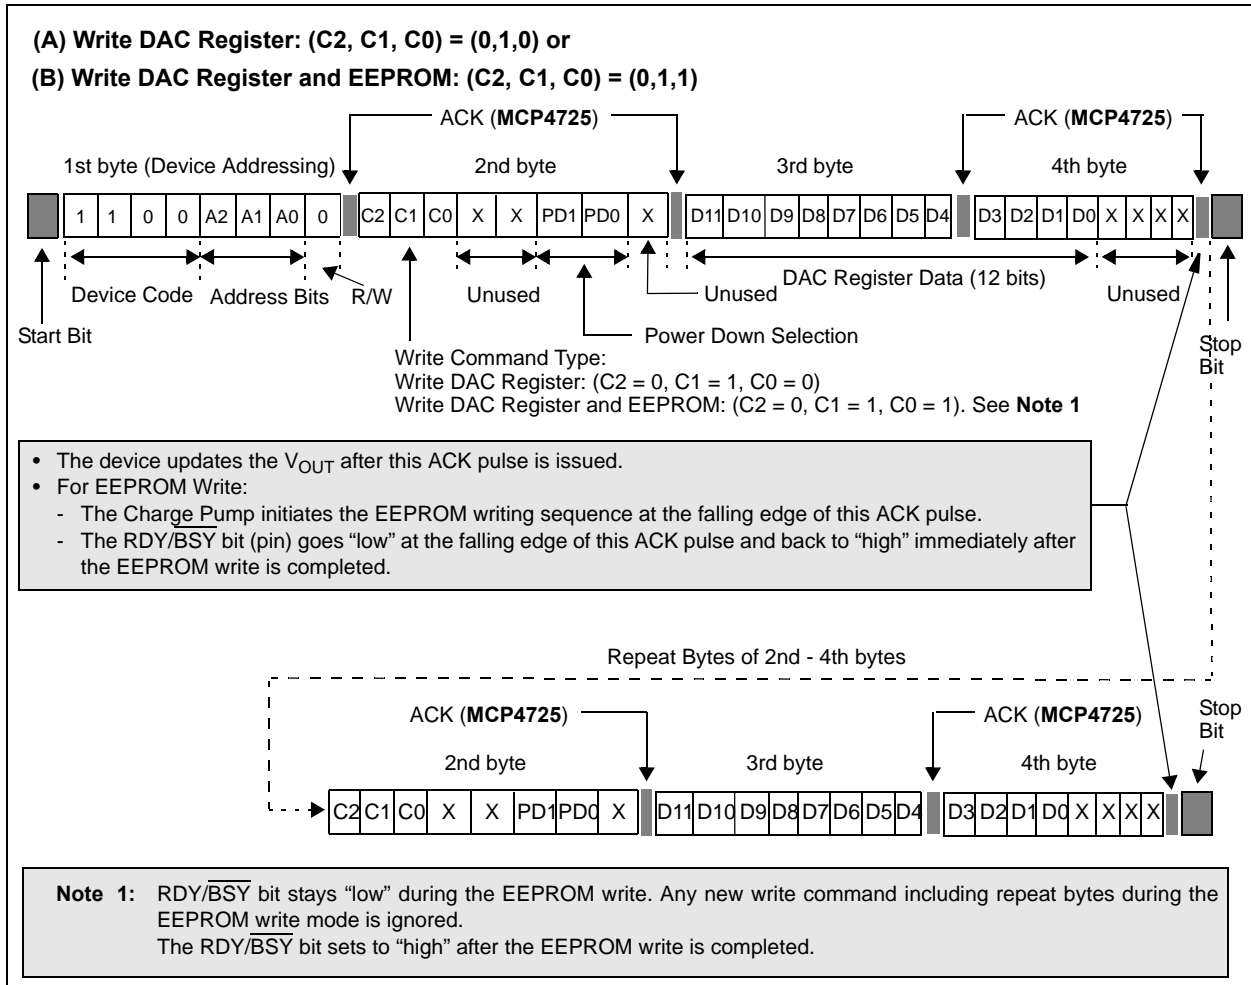 (A) Write DAC Register: (C2, C1, C0) = (0,1,0) or
(B) Write DAC Register and EEPROM: (C2, C1, C0) = (0,1,1)
ACK (MCP4725) ACK (MCP4725)
1st byte (Device Addressing) 2nd byte 3rd byte 4th byte
1 1 0 0 A2 A1 A0 0 C2 C1 C0 X X PD1 PD0 X D11 D10 D9 D8 D7 D6 D5 D4 D3 D2 D1 D0 X X X X
Device Code Address Bits R/W Unused Unused DAC Register Data (12 bits) Unused
Start Bit Power Down Selection Stop Bit
Write Command Type:
Write DAC Register: (C2 = 0, C1 = 1, C0 = 0)
Write DAC Register and EEPROM: (C2 = 0, C1 = 1, C0 = 1). See Note 1
• The device updates the VOUT after this ACK pulse is issued.
• For EEPROM Write:
- The Charge Pump initiates the EEPROM writing sequence at the falling edge of this ACK pulse.
- The RDY/BSY bit (pin) goes “low” at the falling edge of this ACK pulse and back to “high” immediately after
the EEPROM write is completed.
Repeat Bytes of 2nd - 4th bytes
ACK (MCP4725) ACK (MCP4725) Stop Bit
2nd byte 3rd byte 4th byte
C2 C1 C0 X X PD1 PD0 X D11 D10 D9 D8 D7 D6 D5 D4 D3 D2 D1 D0 X X X X
Note 1: RDY/BSY bit stays “low” during the EEPROM write. Any new write command including repeat bytes during the
EEPROM write mode is ignored.
The RDY/BSY bit sets to “high” after the EEPROM write is completed.